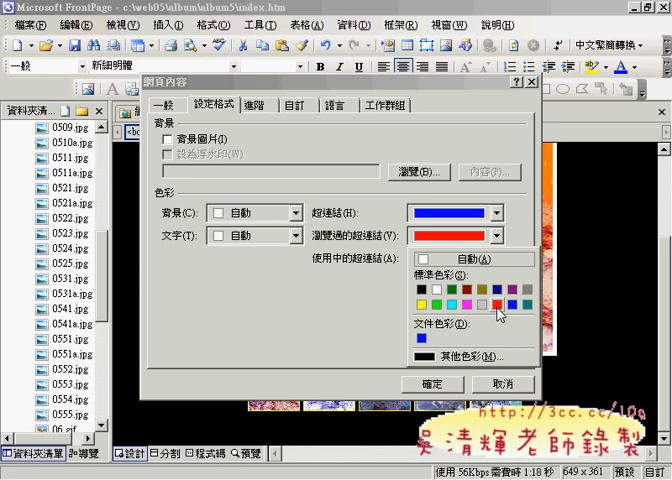 Microsoft FrontPage - c:\web05\album\album5\index.htm
檔案(F) 編輯(E) 檢視(V) 插入(I) 格式(O) 工具(T) 表格(A) 資料(D) 框架(R) 視窗(W) 說明(H)
中文繁簡轉換
一般 新細明體 B I U
資料夾清
0509.jpg
0510a.jpg
0511.jpg
0511a.jpg
0521.jpg
0521a.jpg
0522.jpg
0523.jpg
0524.jpg
0525.jpg
0531.jpg
0531a.jpg
0541.jpg
0541a.jpg
0551.jpg
0551a.jpg
0552.jpg
0553.jpg
0554.jpg
0555.jpg
06.gif
網頁內容
一般 設定格式 進階 自訂 語言 工作群組
背景
背景圖片(I)
設為浮水印(W)
瀏覽(B)... 內容(P)...
色彩
背景(C): 自動 超連結(H):
文字(T): 自動 瀏覽過的超連結(V):
使用中的超連結(A):
自動(A)
標準色彩(S):
文件色彩(D):
其他色彩(M)...
確定 取消
http://3cc.cc/10a
吳清輝老師錄製
資料夾清單 導覽 設計 分割 程式碼 預覽
使用 56Kbps 需費時 1:18 秒 649 x 361 預設 自訂